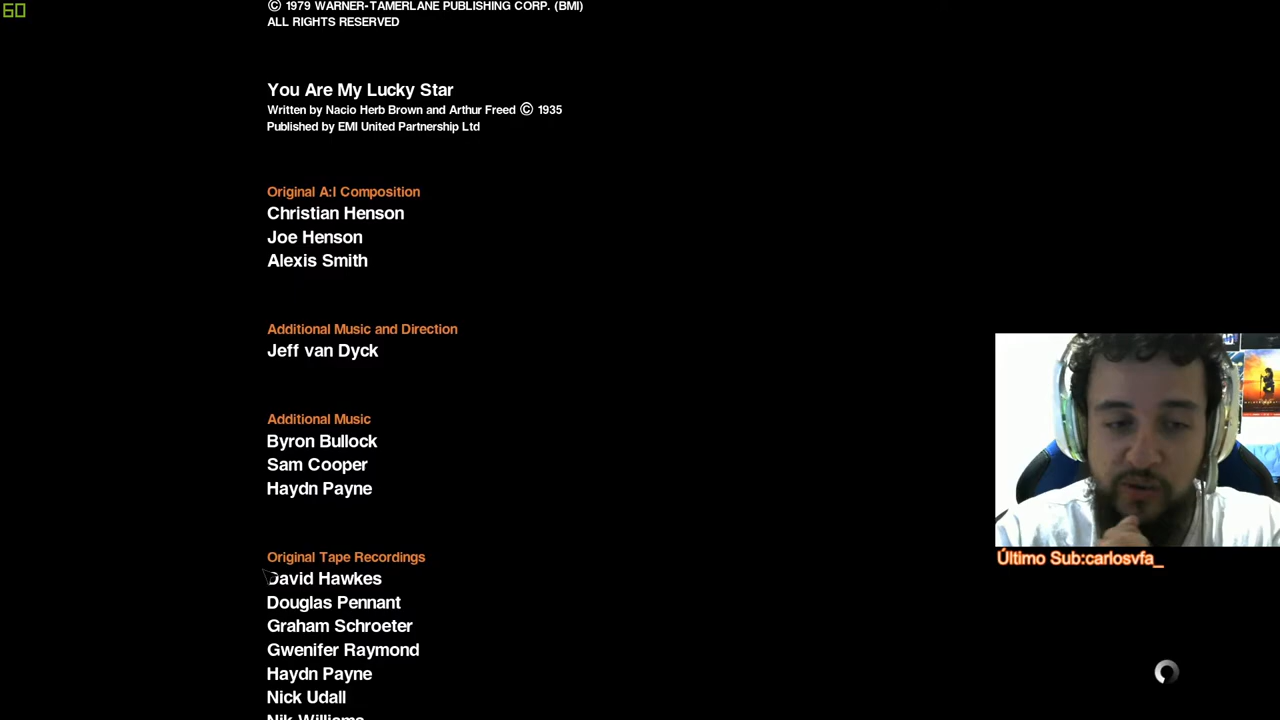 60
© 1979 WARNER-TAMERLANE PUBLISHING CORP. (BMI)
ALL RIGHTS RESERVED
You Are My Lucky Star
Written by Nacio Herb Brown and Arthur Freed © 1935
Published by EMI United Partnership Ltd
Original A:I Composition
Christian Henson
Joe Henson
Alexis Smith
Additional Music and Direction
Jeff van Dyck
Additional Music
Byron Bullock
Sam Cooper
Haydn Payne
Original Tape Recordings
David Hawkes
Douglas Pennant
Graham Schroeter
Gwenifer Raymond
Haydn Payne
Nick Udall
Nik Williams
Último Sub:carlosvfa_